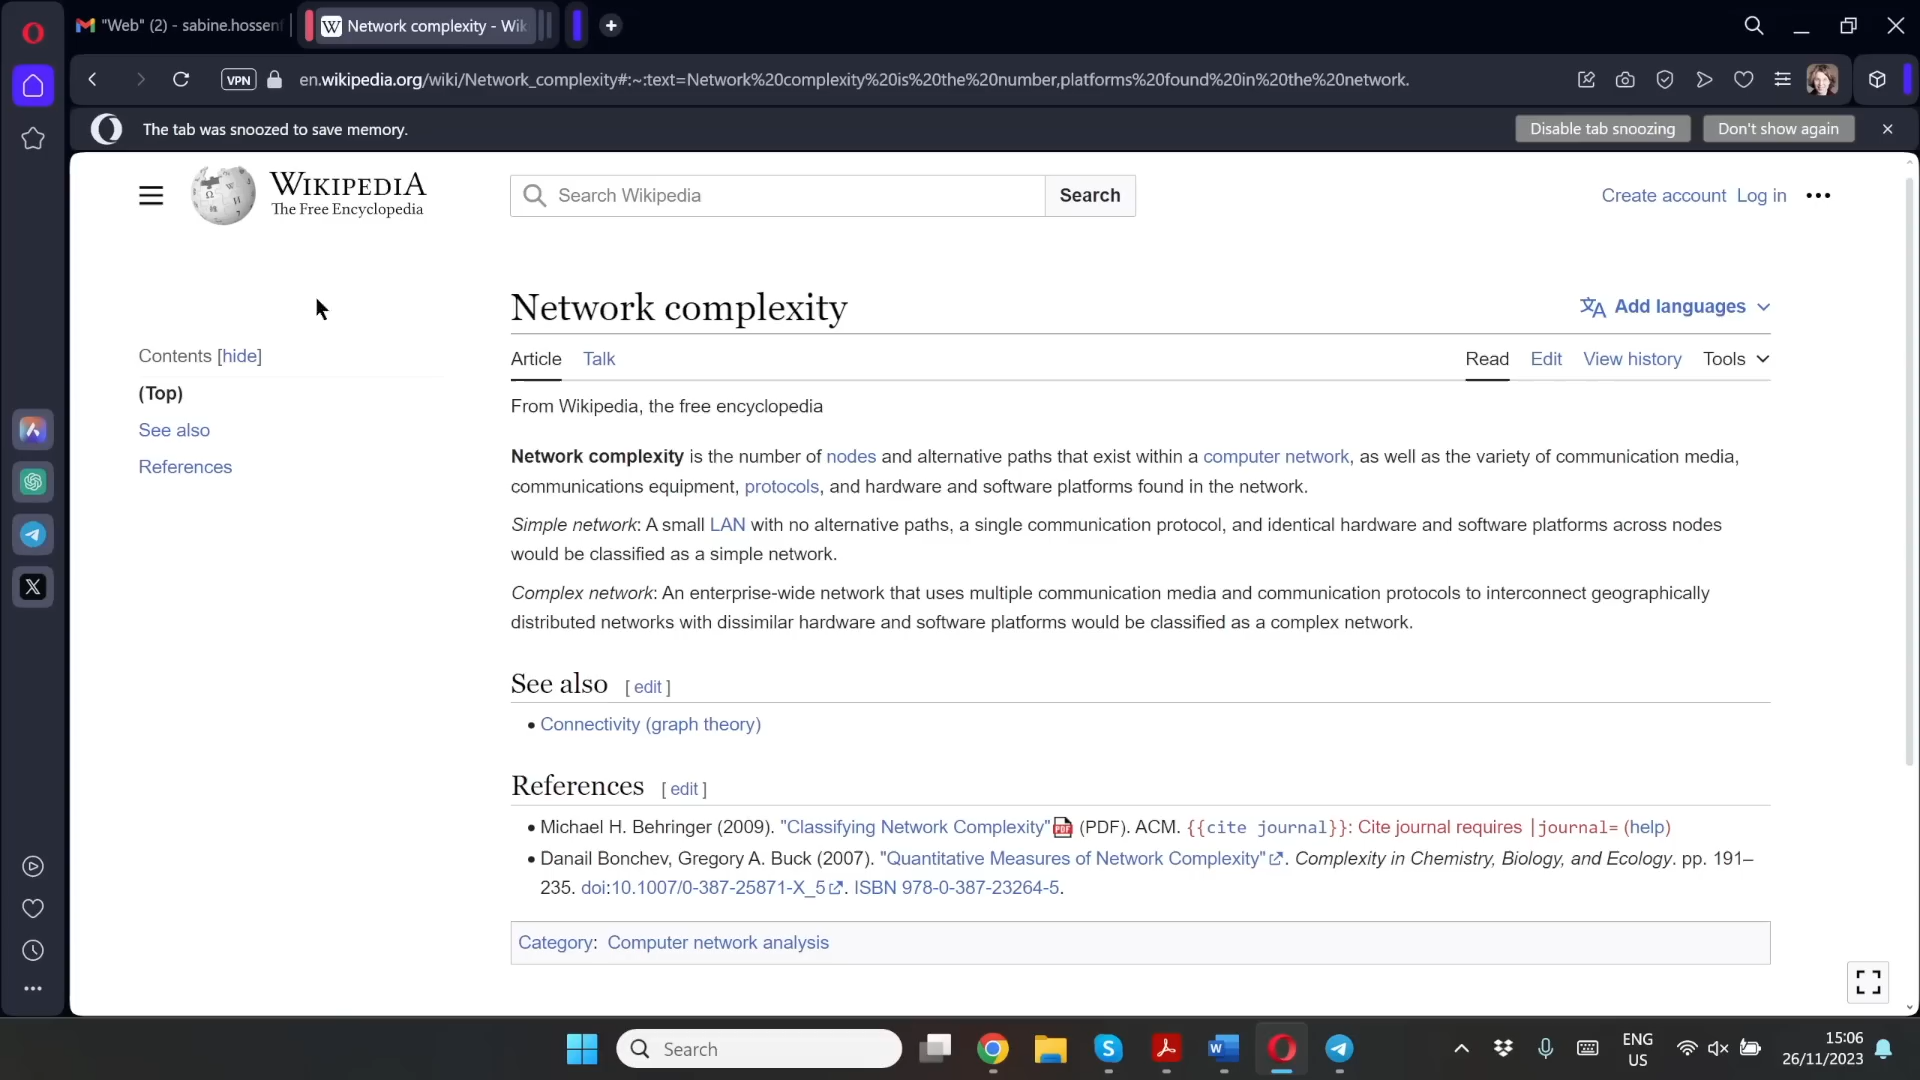 "Web" (2) - sabine.hossenf
Network complexity - Wik
VPN
en.wikipedia.org/wiki/Network_complexity#:~:text=Network%20complexity%20is%20the%20number,platforms%20found%20in%20the%20network.
The tab was snoozed to save memory.
Disable tab snoozing
Don't show again
WIKIPEDIA
The Free Encyclopedia
Search Wikipedia
Search
Create account
Log in
Contents [hide]
(Top)
See also
References
Network complexity
Add languages
Article
Talk
Read
Edit
View history
Tools
From Wikipedia, the free encyclopedia
Network complexity is the number of nodes and alternative paths that exist within a computer network, as well as the variety of communication media,
communications equipment, protocols, and hardware and software platforms found in the network.
Simple network: A small LAN with no alternative paths, a single communication protocol, and identical hardware and software platforms across nodes
would be classified as a simple network.
Complex network: An enterprise-wide network that uses multiple communication media and communication protocols to interconnect geographically
distributed networks with dissimilar hardware and software platforms would be classified as a complex network.
See also [ edit ]
• Connectivity (graph theory)
References [ edit ]
• Michael H. Behringer (2009). "Classifying Network Complexity" (PDF). ACM. {{cite journal}}: Cite journal requires |journal= (help)
• Danail Bonchev, Gregory A. Buck (2007). "Quantitative Measures of Network Complexity". Complexity in Chemistry, Biology, and Ecology. pp. 191–
235. doi:10.1007/0-387-25871-X_5. ISBN 978-0-387-23264-5.
Category: Computer network analysis
Search
ENG
US
15:06
26/11/2023